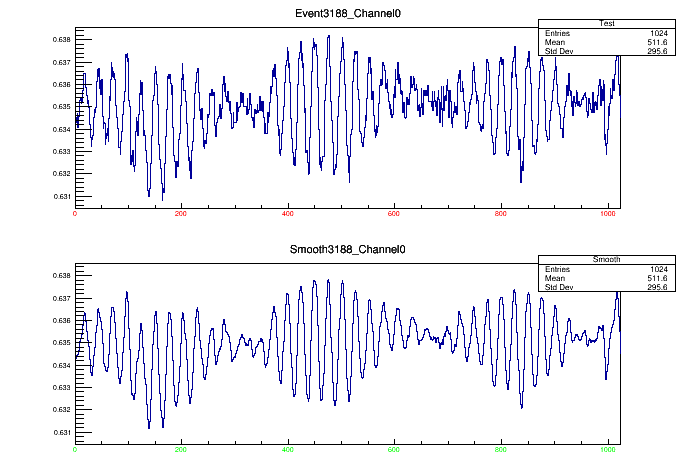 Event3188_Channel0
Test
Entries 1024
Mean 511.6
Std Dev 295.6
0.638
0.637
0.636
0.635
0.634
0.633
0.632
0.631
0 200 400 600 800 1000
Smooth3188_Channel0
Smooth
Entries 1024
Mean 511.6
Std Dev 295.6
0.638
0.637
0.636
0.635
0.634
0.633
0.632
0.631
0 200 400 600 800 1000